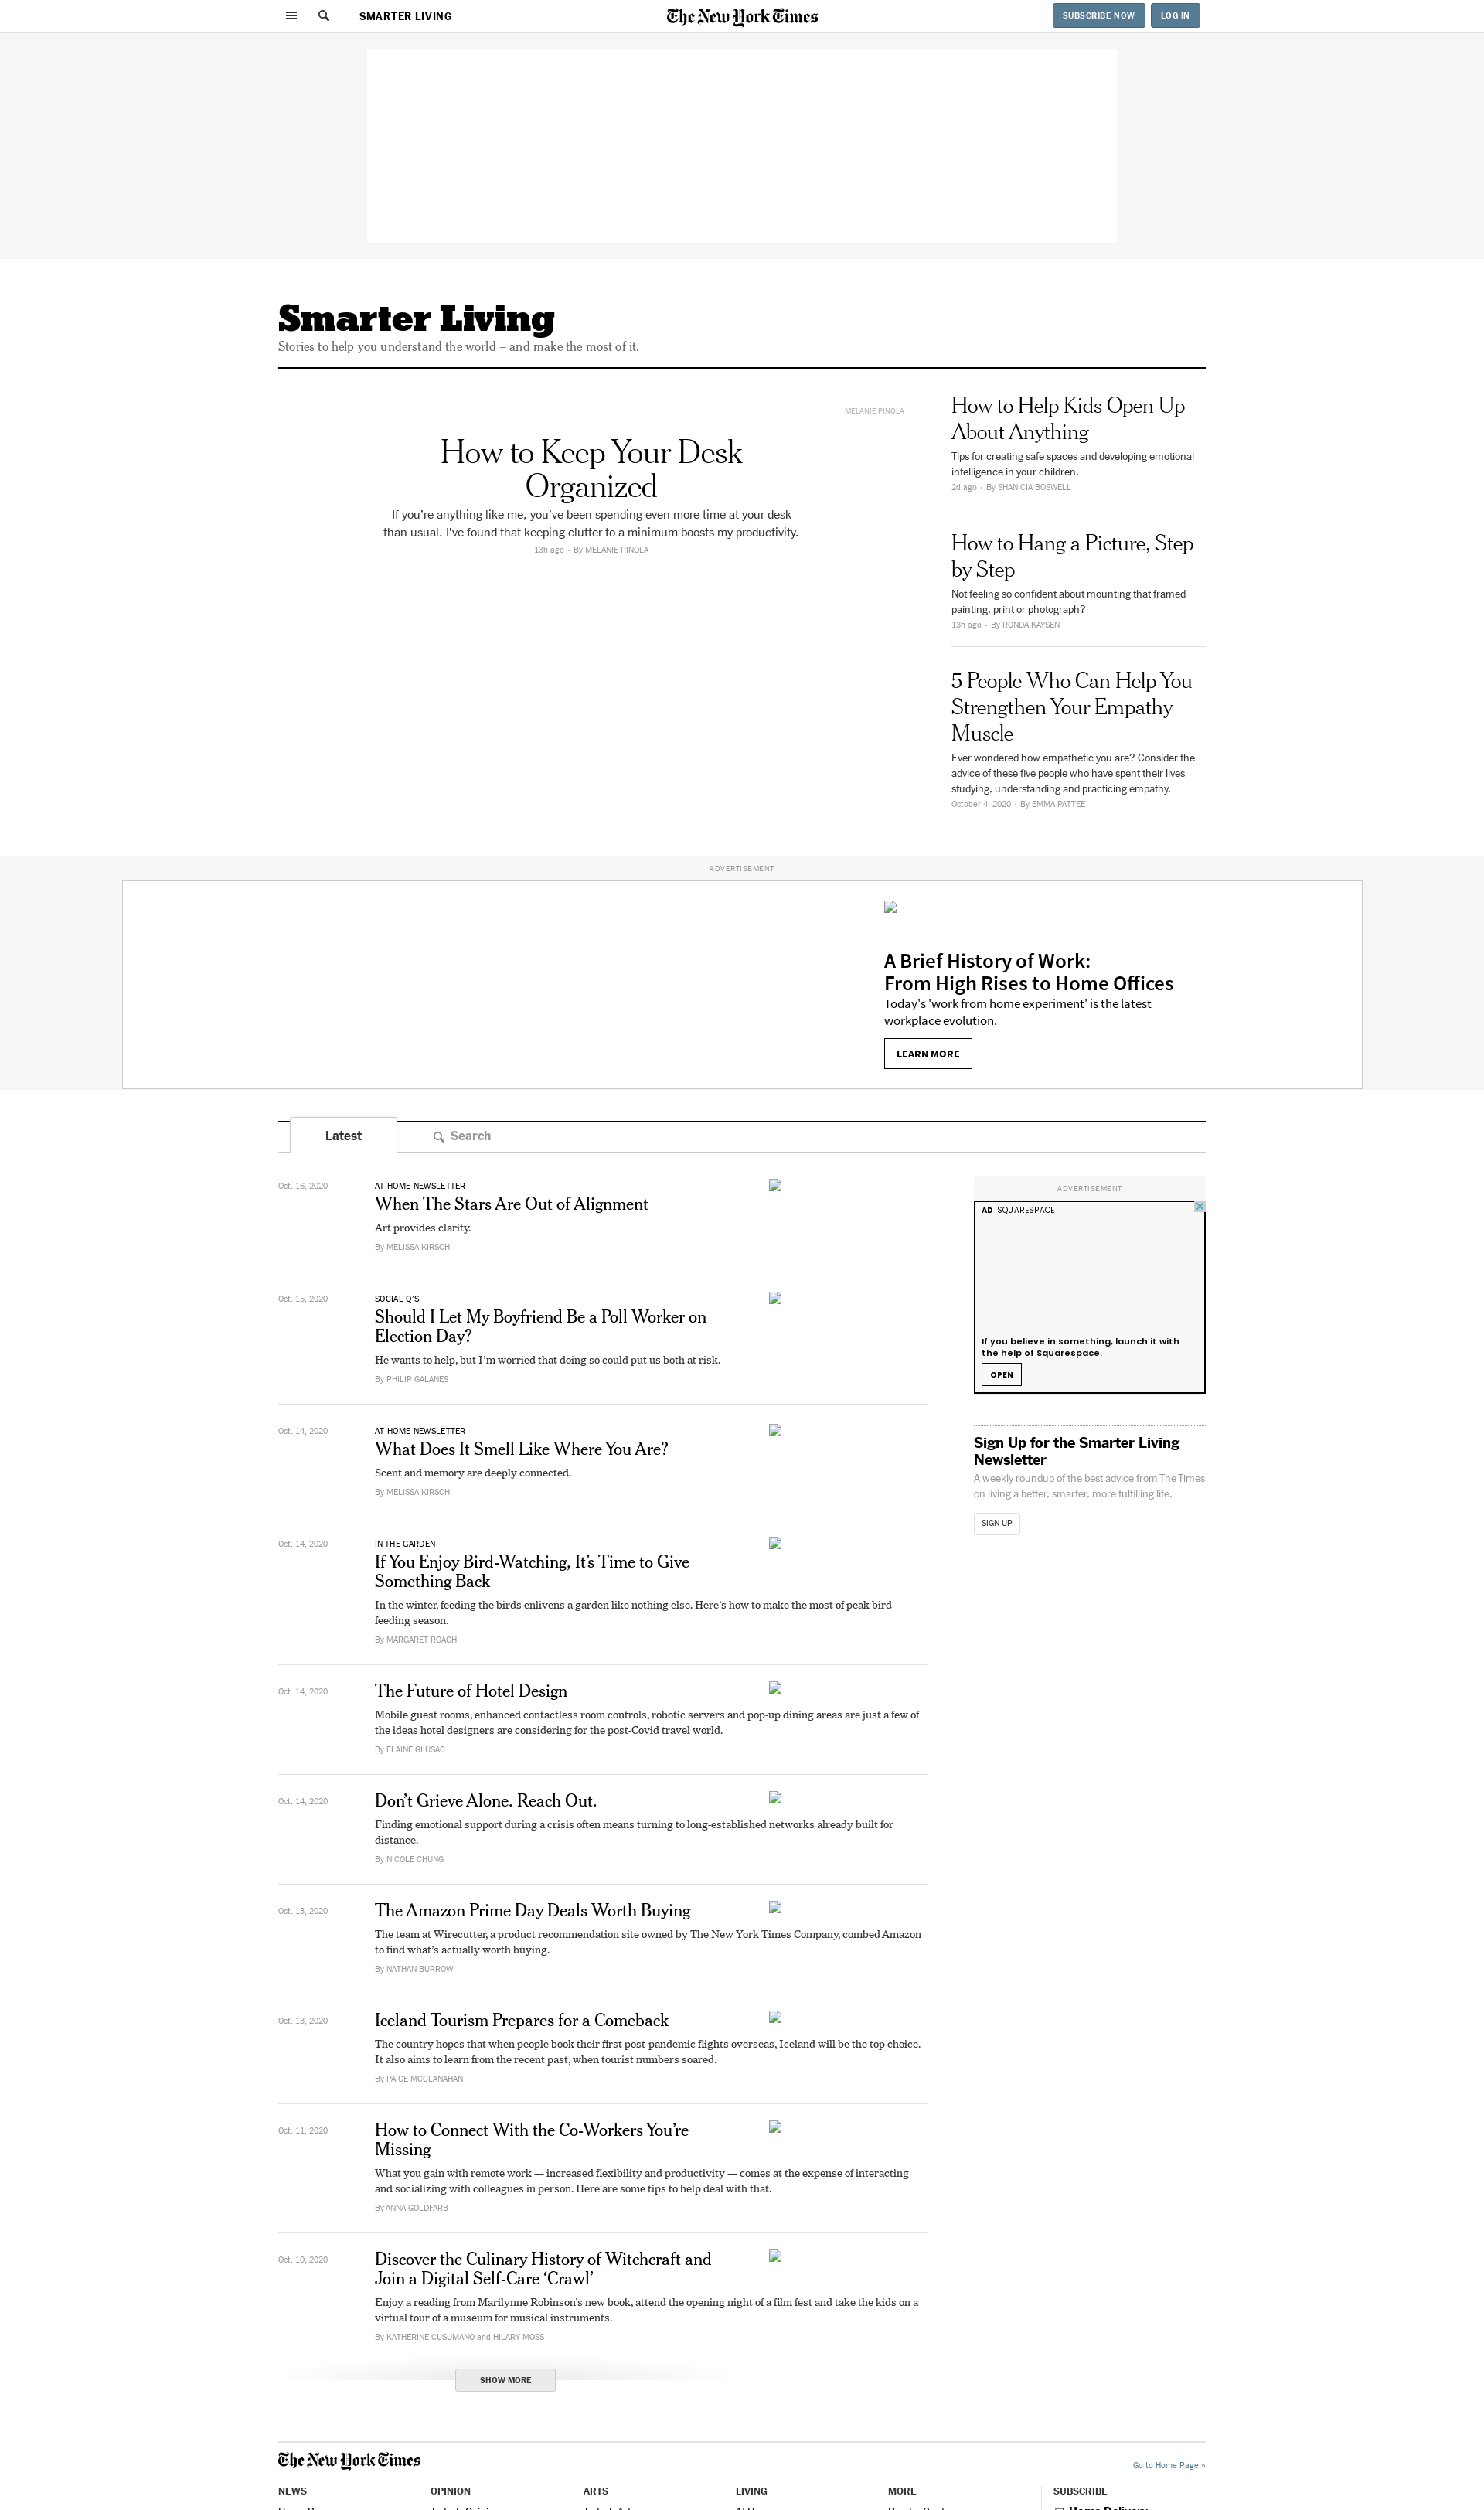 SMARTER LIVING
The New York Times
SUBSCRIBE NOW
LOG IN
Smarter Living
Stories to help you understand the world – and make the most of it.
MELANIE PINOLA
How to Keep Your Desk
Organized
If you’re anything like me, you’ve been spending even more time at your desk
than usual. I’ve found that keeping clutter to a minimum boosts my productivity.
13h ago • By MELANIE PINOLA
How to Help Kids Open Up
About Anything
Tips for creating safe spaces and developing emotional
intelligence in your children.
2d ago • By SHANICIA BOSWELL
How to Hang a Picture, Step
by Step
Not feeling so confident about mounting that framed
painting, print or photograph?
13h ago • By RONDA KAYSEN
5 People Who Can Help You
Strengthen Your Empathy
Muscle
Ever wondered how empathetic you are? Consider the
advice of these five people who have spent their lives
studying, understanding and practicing empathy.
October 4, 2020 • By EMMA PATTEE
ADVERTISEMENT
A Brief History of Work:
From High Rises to Home Offices
Today's 'work from home experiment' is the latest
workplace evolution.
LEARN MORE
Latest
Search
Oct. 16, 2020
AT HOME NEWSLETTER
When The Stars Are Out of Alignment
Art provides clarity.
By MELISSA KIRSCH
Oct. 15, 2020
SOCIAL Q’S
Should I Let My Boyfriend Be a Poll Worker on
Election Day?
He wants to help, but I’m worried that doing so could put us both at risk.
By PHILIP GALANES
Oct. 14, 2020
AT HOME NEWSLETTER
What Does It Smell Like Where You Are?
Scent and memory are deeply connected.
By MELISSA KIRSCH
Oct. 14, 2020
IN THE GARDEN
If You Enjoy Bird-Watching, It’s Time to Give
Something Back
In the winter, feeding the birds enlivens a garden like nothing else. Here’s how to make the most of peak bird-
feeding season.
By MARGARET ROACH
Oct. 14, 2020
The Future of Hotel Design
Mobile guest rooms, enhanced contactless room controls, robotic servers and pop-up dining areas are just a few of
the ideas hotel designers are considering for the post-Covid travel world.
By ELAINE GLUSAC
Oct. 14, 2020
Don’t Grieve Alone. Reach Out.
Finding emotional support during a crisis often means turning to long-established networks already built for
distance.
By NICOLE CHUNG
Oct. 13, 2020
The Amazon Prime Day Deals Worth Buying
The team at Wirecutter, a product recommendation site owned by The New York Times Company, combed Amazon
to find what’s actually worth buying.
By NATHAN BURROW
Oct. 13, 2020
Iceland Tourism Prepares for a Comeback
The country hopes that when people book their first post-pandemic flights overseas, Iceland will be the top choice.
It also aims to learn from the recent past, when tourist numbers soared.
By PAIGE MCCLANAHAN
Oct. 11, 2020
How to Connect With the Co-Workers You’re
Missing
What you gain with remote work — increased flexibility and productivity — comes at the expense of interacting
and socializing with colleagues in person. Here are some tips to help deal with that.
By ANNA GOLDFARB
Oct. 10, 2020
Discover the Culinary History of Witchcraft and
Join a Digital Self-Care ‘Crawl’
Enjoy a reading from Marilynne Robinson’s new book, attend the opening night of a film fest and take the kids on a
virtual tour of a museum for musical instruments.
By KATHERINE CUSUMANO and HILARY MOSS
SHOW MORE
ADVERTISEMENT
AD SQUARESPACE
If you believe in something, launch it with
the help of Squarespace.
OPEN
Sign Up for the Smarter Living
Newsletter
A weekly roundup of the best advice from The Times
on living a better, smarter, more fulfilling life.
SIGN UP
The New York Times
Go to Home Page »
NEWS
OPINION
ARTS
LIVING
MORE
SUBSCRIBE